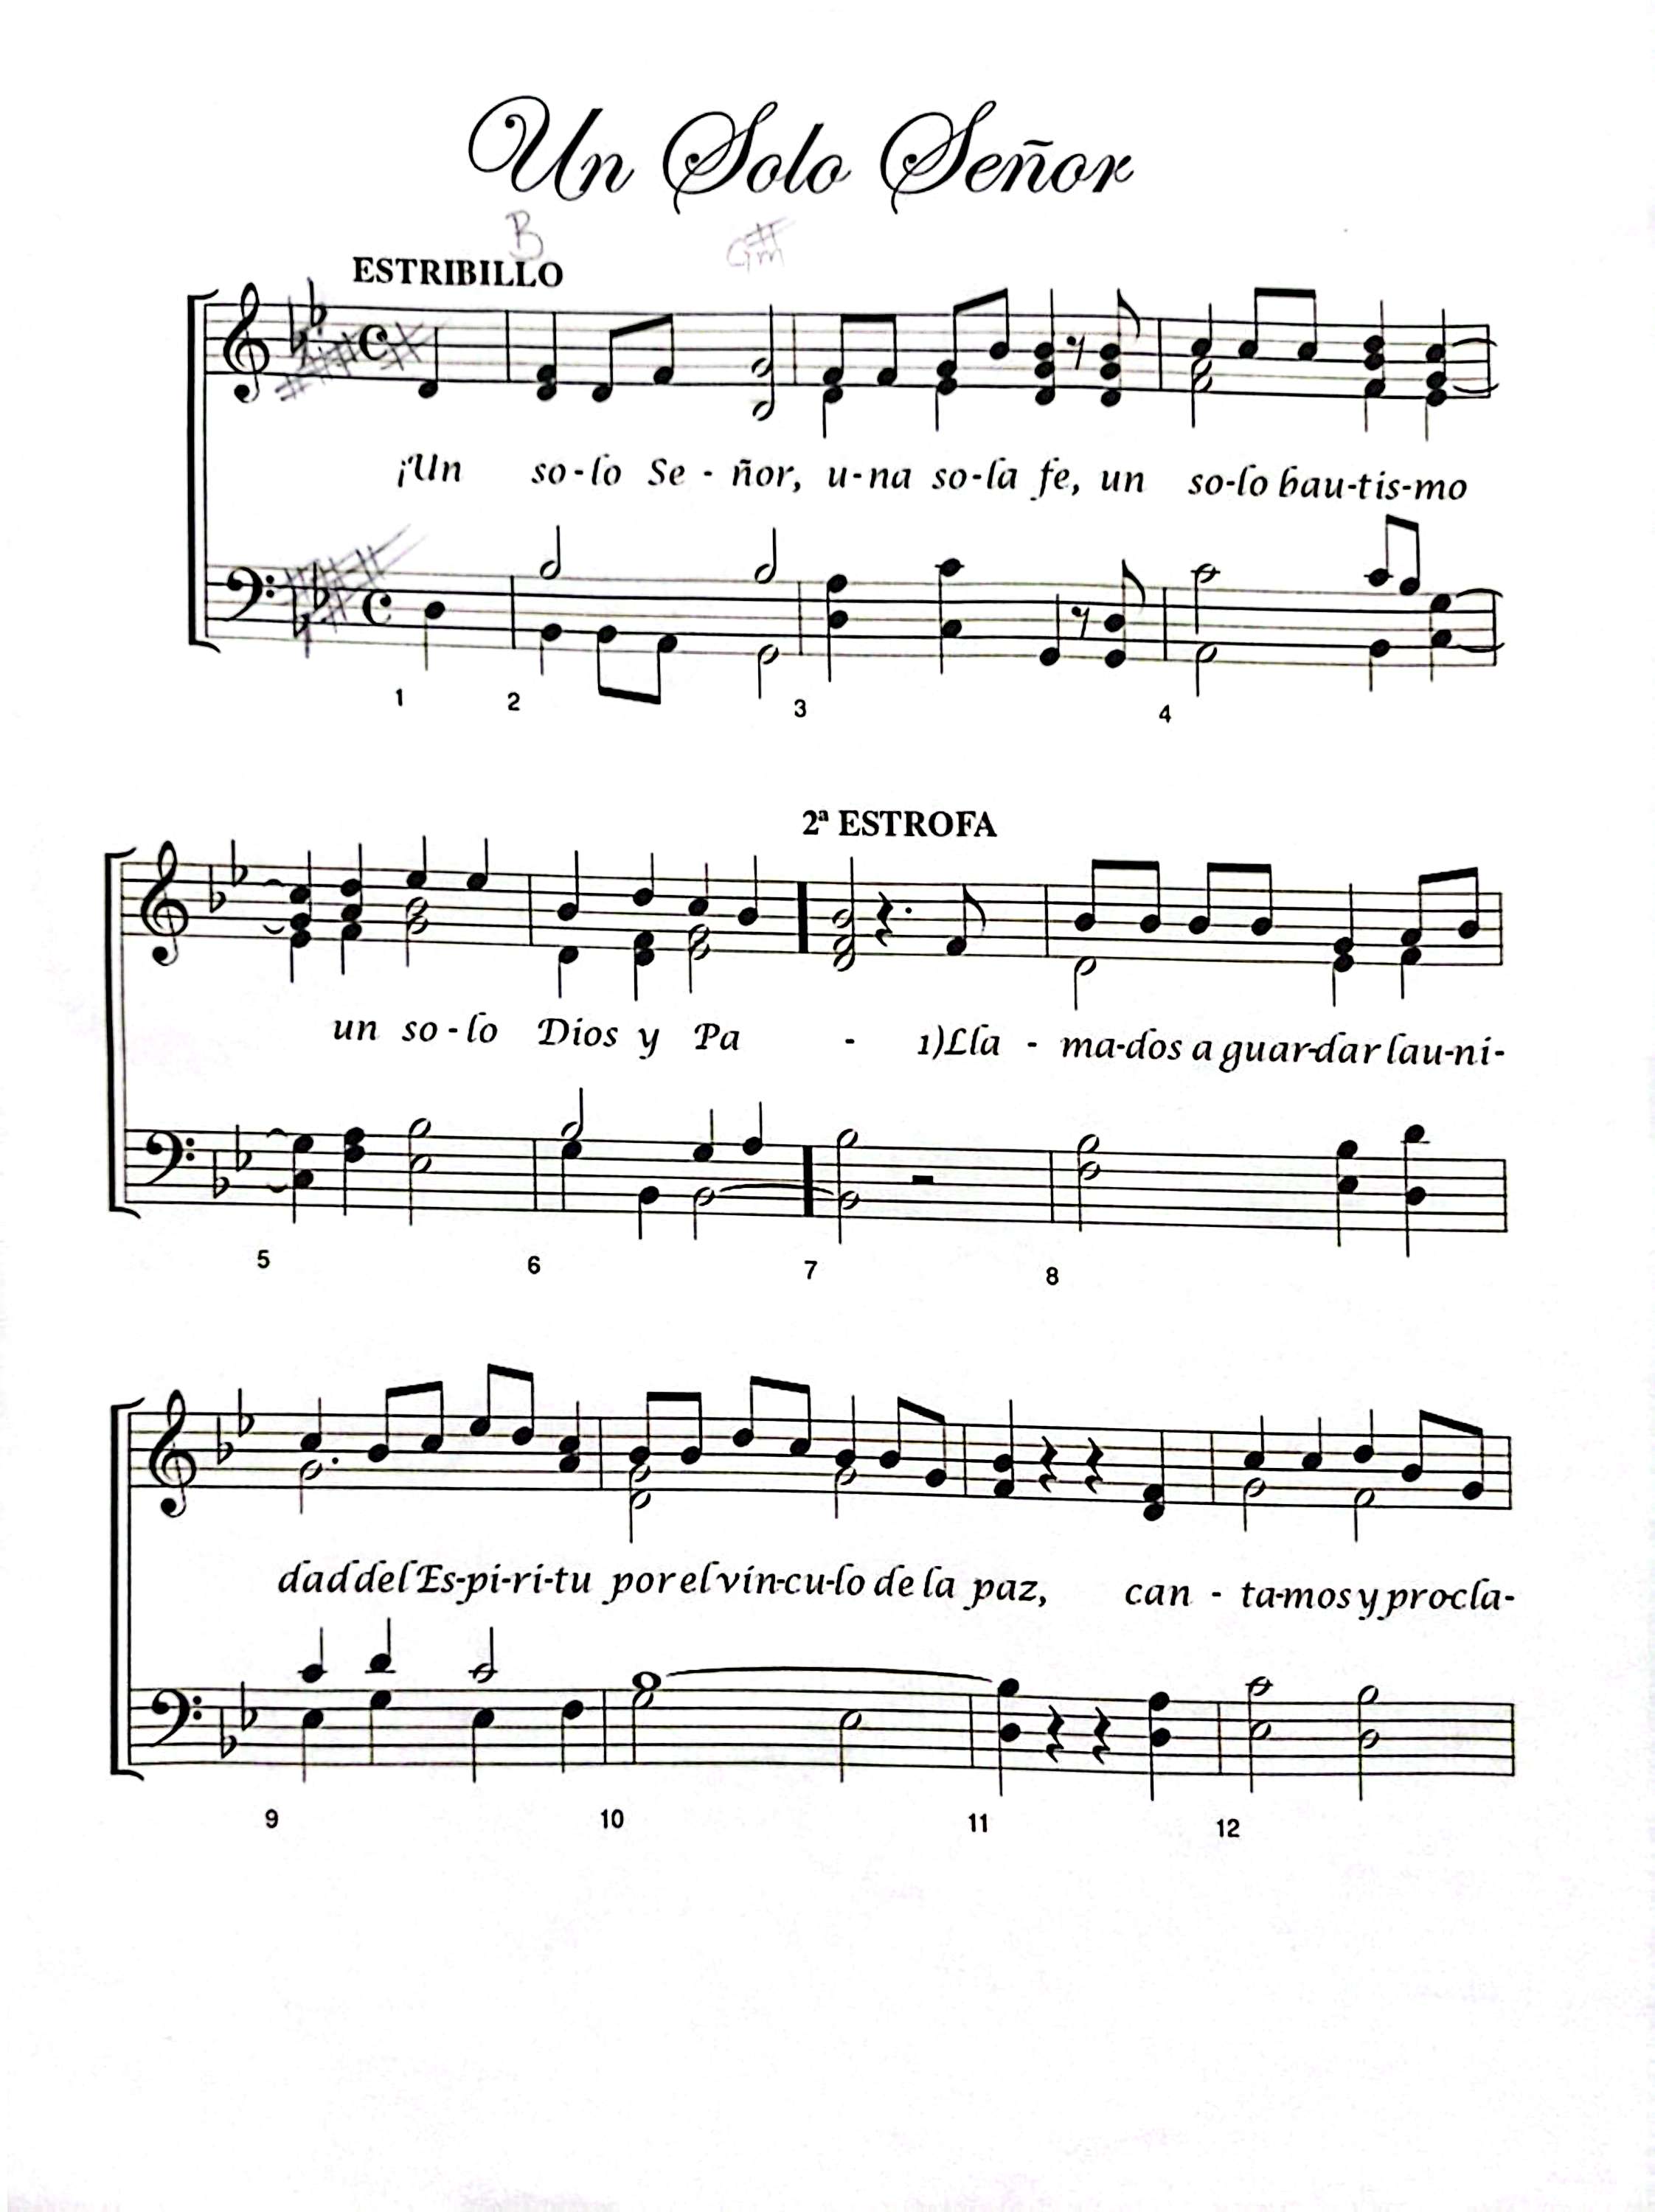 Un Solo Señor
B G#m
ESTRIBILLO
¡Un so-lo Se-ñor, u-na so-la fe, un so-lo bau-tis-mo
1 2 3 4
2ª ESTROFA
un so-lo Dios y Pa - 1)Lla - ma-dos a guar-dar lau-ni-
5 6 7 8
dad del Es-pi-ri-tu por el vín-cu-lo de la paz, can - ta-mos y procla-
9 10 11 12